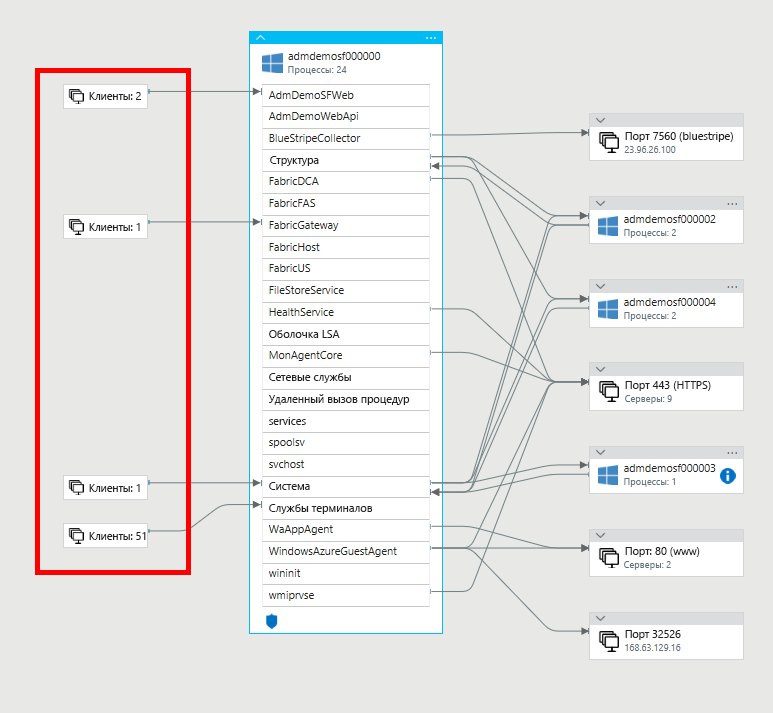 Клиенты: 2
Клиенты: 1
Клиенты: 1
Клиенты: 51
admdemosf000000
Процессы: 24
AdmDemoSFWeb
AdmDemoWebApi
BlueStripeCollector
Структура
FabricDCA
FabricFAS
FabricGateway
FabricHost
FabricUS
FileStoreService
HealthService
Оболочка LSA
MonAgentCore
Сетевые службы
Удаленный вызов процедур
services
spoolsv
svchost
Система
Службы терминалов
WaAppAgent
WindowsAzureGuestAgent
wininit
wmiprvse
Порт 7560 (bluestripe)
23.96.26.100
admdemosf000002
Процессы: 2
admdemosf000004
Процессы: 2
Порт 443 (HTTPS)
Серверы: 9
admdemosf000003
Процессы: 1
Порт: 80 (www)
Серверы: 2
Порт 32526
168.63.129.16